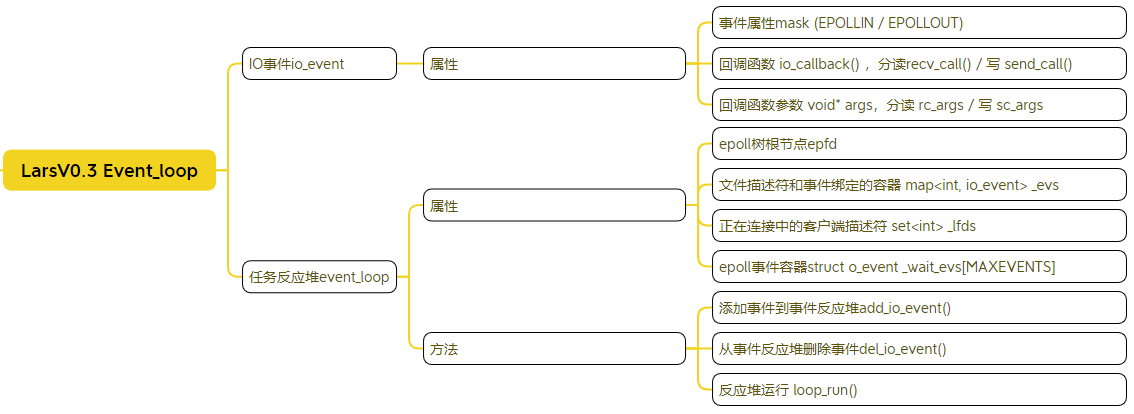 LarsV0.3 Event_loop
IO事件io_event
属性
事件属性mask (EPOLLIN / EPOLLOUT)
回调函数 io_callback() ，分读recv_call() / 写 send_call()
回调函数参数 void* args，分读 rc_args / 写 sc_args
任务反应堆event_loop
属性
epoll树根节点epfd
文件描述符和事件绑定的容器 map<int, io_event> _evs
正在连接中的客户端描述符 set<int> _lfds
epoll事件容器struct o_event _wait_evs[MAXEVENTS]
方法
添加事件到事件反应堆add_io_event()
从事件反应堆删除事件del_io_event()
反应堆运行 loop_run()